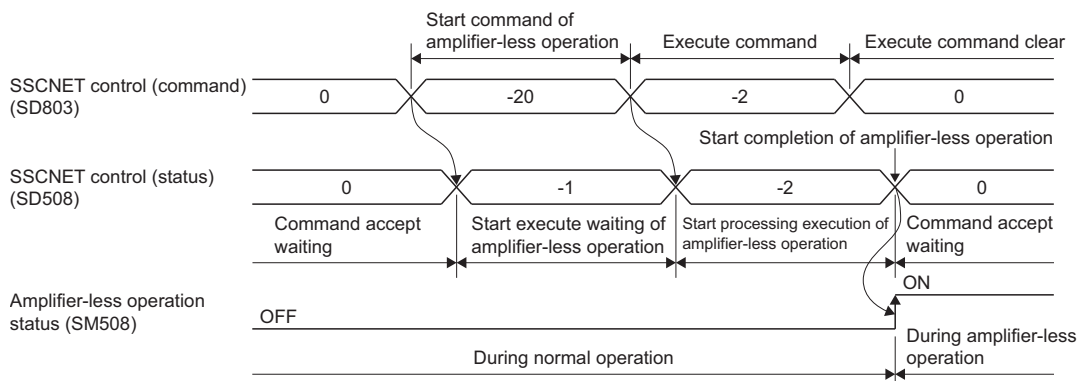 Start command of
amplifier-less operation
Execute command
Execute command clear
SSCNET control (command)
(SD803)
0
-20
-2
0
Start completion of amplifier-less operation
SSCNET control (status)
(SD508)
0
-1
-2
0
Command accept
waiting
Start execute waiting of
amplifier-less operation
Start processing execution of
amplifier-less operation
Command accept
waiting
Amplifier-less operation
status (SM508)
OFF
ON
During normal operation
During amplifier-less
operation